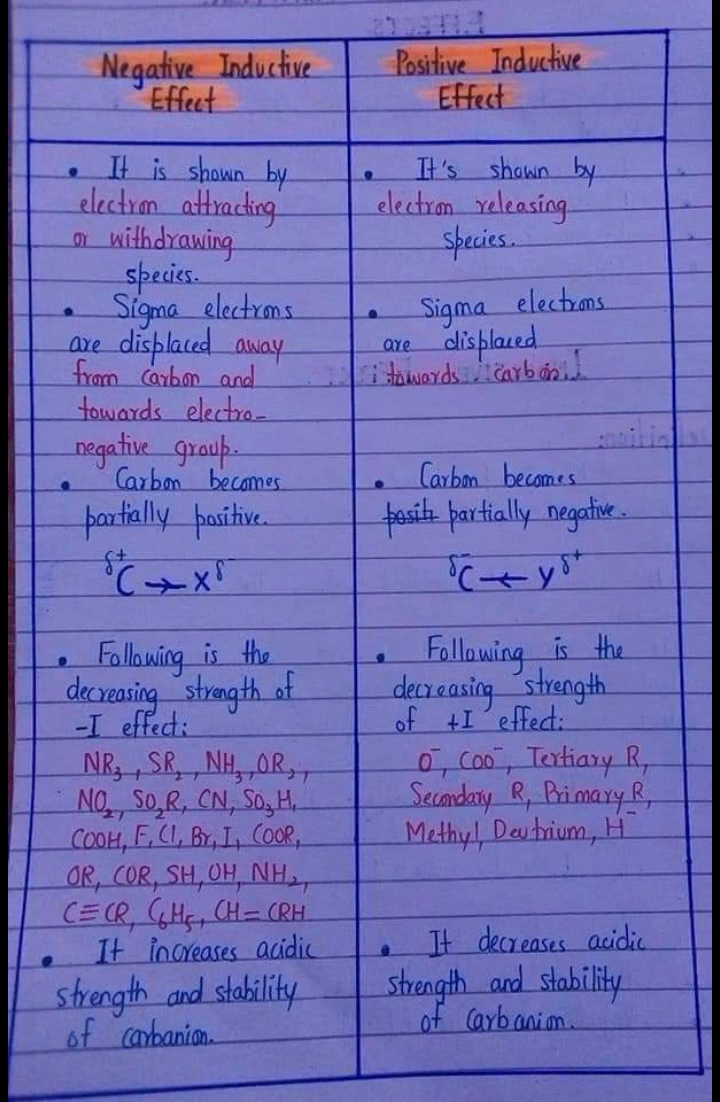 EFFECTS
Negative Inductive
Effect
• It is shown by
electron attracting
or withdrawing
species.
• Sigma electrons
are displaced away
from carbon and
towards electro-
negative group.
• Carbon becomes
partially positive.
δ+C → Xδ-
• Following is the
decreasing strength of
-I effect:
NR₃, SR₂, NH₃, OR₂,
NO₂, SO₂R, CN, SO₃H,
COOH, F, Cl, Br, I, COOR,
OR, COR, SH, OH, NH₂,
C≡CR, C₆H₅, CH=CRH
• It increases acidic
strength and stability
of carbanion.
Positive Inductive
Effect
• It's shown by
electron releasing
species.
• Sigma electrons
are displaced
towards carbon.
• Carbon becomes
posit partially negative.
δ-C ← Yδ+
• Following is the
decreasing strength
of +I effect:
O⁻, COO⁻, Tertiary R,
Secondary R, Primary R,
Methyl, Deutrium, H⁻
• It decreases acidic
strength and stability
of carbanion.